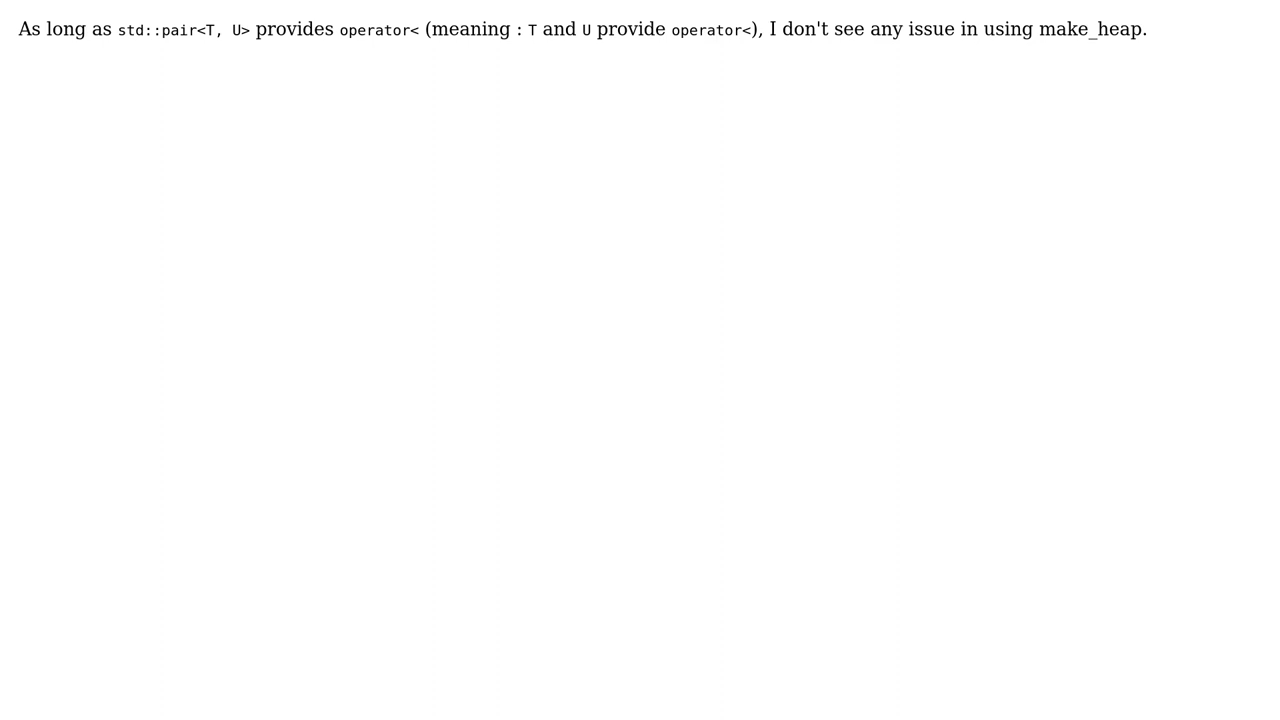 As long as std::pair<T, U> provides operator< (meaning : T and U provide operator<), I don't see any issue in using make_heap.